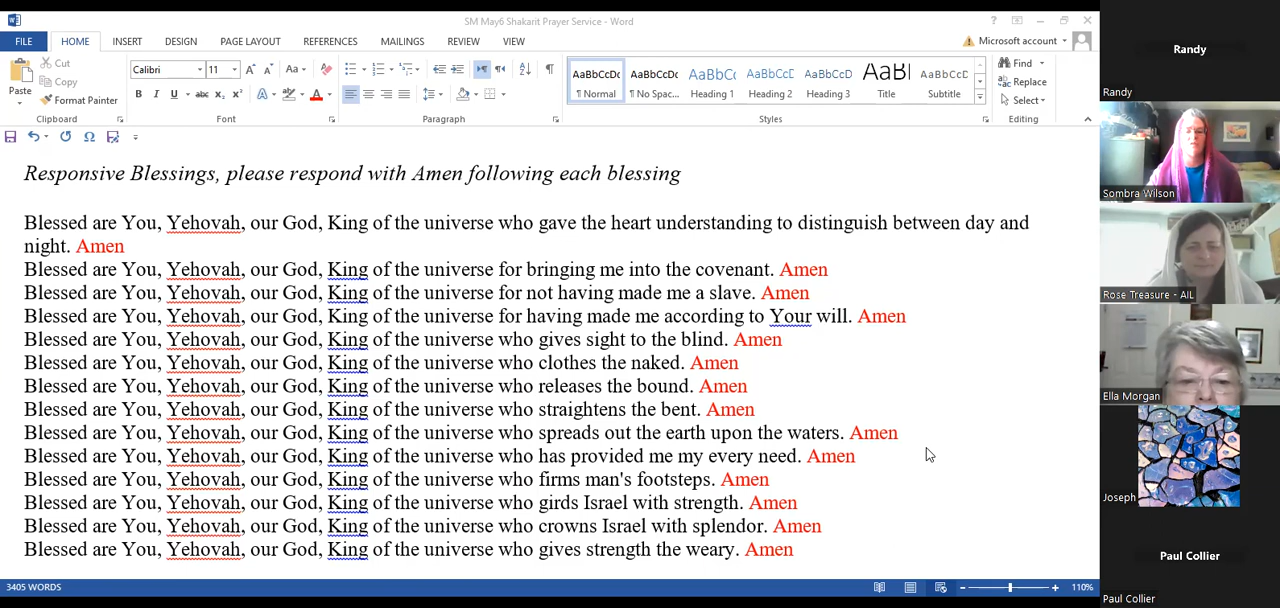 SM May6 Shakarit Prayer Service - Word
FILE HOME INSERT DESIGN PAGE LAYOUT REFERENCES MAILINGS REVIEW VIEW Microsoft account
Cut
Copy
Format Painter
Paste
Clipboard
Calibri 11
Font
Paragraph
AaBbCcDc AaBbCcDc AaBbCc AaBbCcD AaBbCcD AaBl AaBbCcD
¶ Normal ¶ No Spac... Heading 1 Heading 2 Heading 3 Title Subtitle
Styles
Find
Replace
Select
Editing
Responsive Blessings, please respond with Amen following each blessing
Blessed are You, Yehovah, our God, King of the universe who gave the heart understanding to distinguish between day and
night. Amen
Blessed are You, Yehovah, our God, King of the universe for bringing me into the covenant. Amen
Blessed are You, Yehovah, our God, King of the universe for not having made me a slave. Amen
Blessed are You, Yehovah, our God, King of the universe for having made me according to Your will. Amen
Blessed are You, Yehovah, our God, King of the universe who gives sight to the blind. Amen
Blessed are You, Yehovah, our God, King of the universe who clothes the naked. Amen
Blessed are You, Yehovah, our God, King of the universe who releases the bound. Amen
Blessed are You, Yehovah, our God, King of the universe who straightens the bent. Amen
Blessed are You, Yehovah, our God, King of the universe who spreads out the earth upon the waters. Amen
Blessed are You, Yehovah, our God, King of the universe who has provided me my every need. Amen
Blessed are You, Yehovah, our God, King of the universe who firms man's footsteps. Amen
Blessed are You, Yehovah, our God, King of the universe who girds Israel with strength. Amen
Blessed are You, Yehovah, our God, King of the universe who crowns Israel with splendor. Amen
Blessed are You, Yehovah, our God, King of the universe who gives strength the weary. Amen
3405 WORDS
110%
Randy
Randy
Sombra Wilson
Rose Treasure - AIL
Ella Morgan
Joseph
Paul Collier
Paul Collier